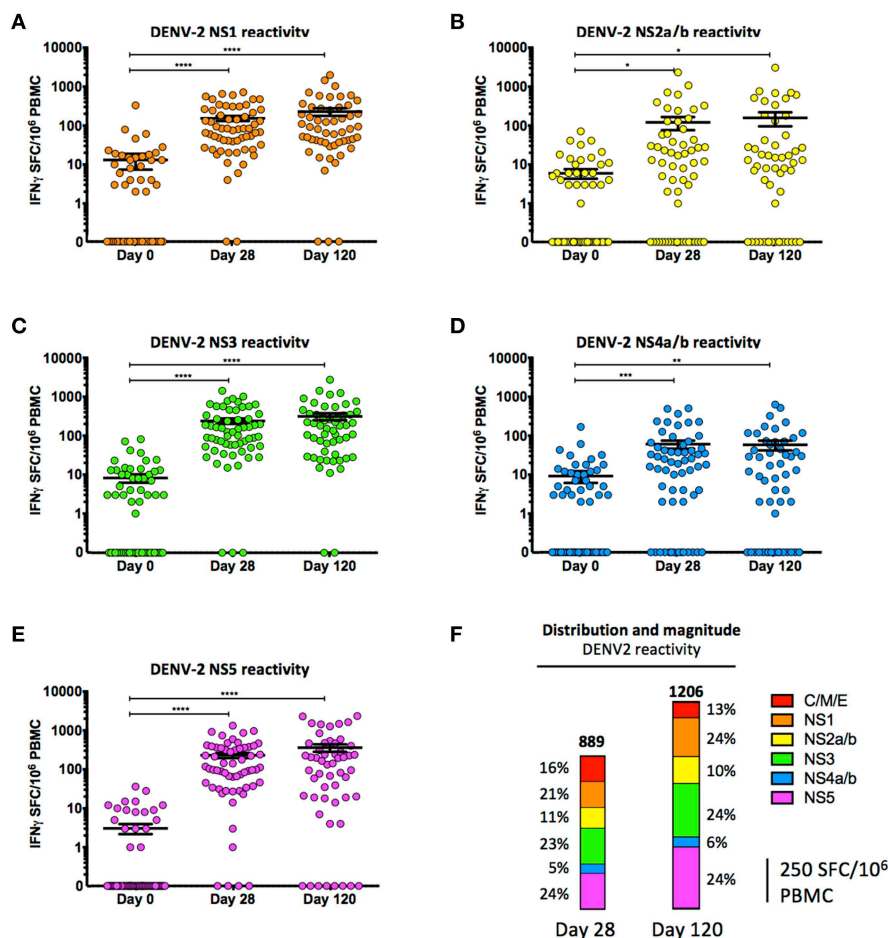 A
DENV-2 NS1 reactivity
IFNγ SFC/10⁶ PBMC
10000
1000
100
10
1
0
****
****
Day 0
Day 28
Day 120
B
DENV-2 NS2a/b reactivity
IFNγ SFC/10⁶ PBMC
10000
1000
100
10
1
0
*
*
Day 0
Day 28
Day 120
C
DENV-2 NS3 reactivity
IFNγ SFC/10⁶ PBMC
10000
1000
100
10
1
0
****
****
Day 0
Day 28
Day 120
D
DENV-2 NS4a/b reactivity
IFNγ SFC/10⁶ PBMC
10000
1000
100
10
1
0
**
***
Day 0
Day 28
Day 120
E
DENV-2 NS5 reactivity
IFNγ SFC/10⁶ PBMC
10000
1000
100
10
1
0
****
****
Day 0
Day 28
Day 120
F
Distribution and magnitude
DENV2 reactivity
889
16%
21%
11%
23%
5%
24%
Day 28
1206
13%
24%
10%
24%
6%
24%
Day 120
C/M/E
NS1
NS2a/b
NS3
NS4a/b
NS5
250 SFC/10⁶
PBMC